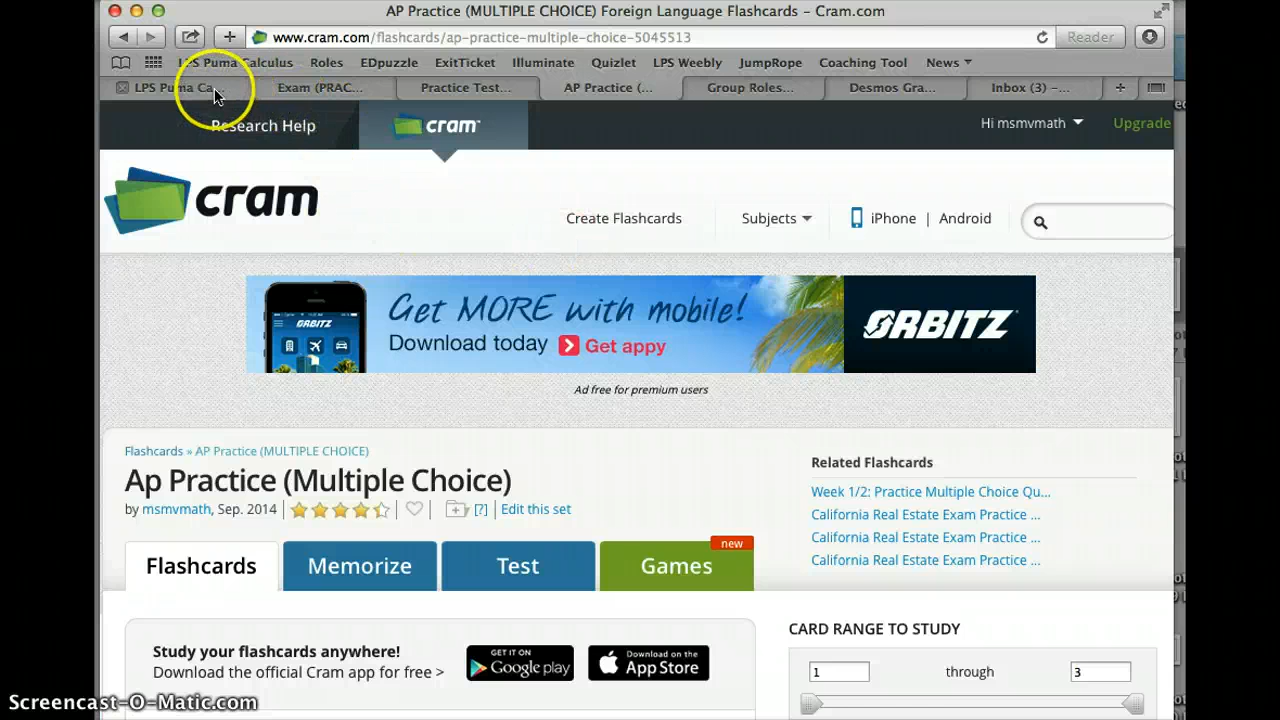 AP Practice (MULTIPLE CHOICE) Foreign Language Flashcards – Cram.com
www.cram.com/flashcards/ap-practice-multiple-choice-5045513
Reader
LPS Puma Calculus Roles EDpuzzle ExitTicket Illuminate Quizlet LPS Weebly JumpRope Coaching Tool News
LPS Puma Ca... Exam (PRAC... Practice Test... AP Practice (... Group Roles... Desmos Gra... Inbox (3) –...
Research Help cram Hi msmvmath Upgrade
cram
Create Flashcards Subjects iPhone | Android
ORBITZ
Get MORE with mobile!
Download today Get appy
ORBITZ
Ad free for premium users
Flashcards » AP Practice (MULTIPLE CHOICE)
Ap Practice (Multiple Choice)
by msmvmath, Sep. 2014 | | [?] | Edit this set
Related Flashcards
Week 1/2: Practice Multiple Choice Qu...
California Real Estate Exam Practice ...
California Real Estate Exam Practice ...
California Real Estate Exam Practice ...
new
Flashcards Memorize Test Games
Study your flashcards anywhere!
Download the official Cram app for free >
GET IT ON
Google play
Download on the
App Store
CARD RANGE TO STUDY
1 through 3
Screencast-O-Matic.com